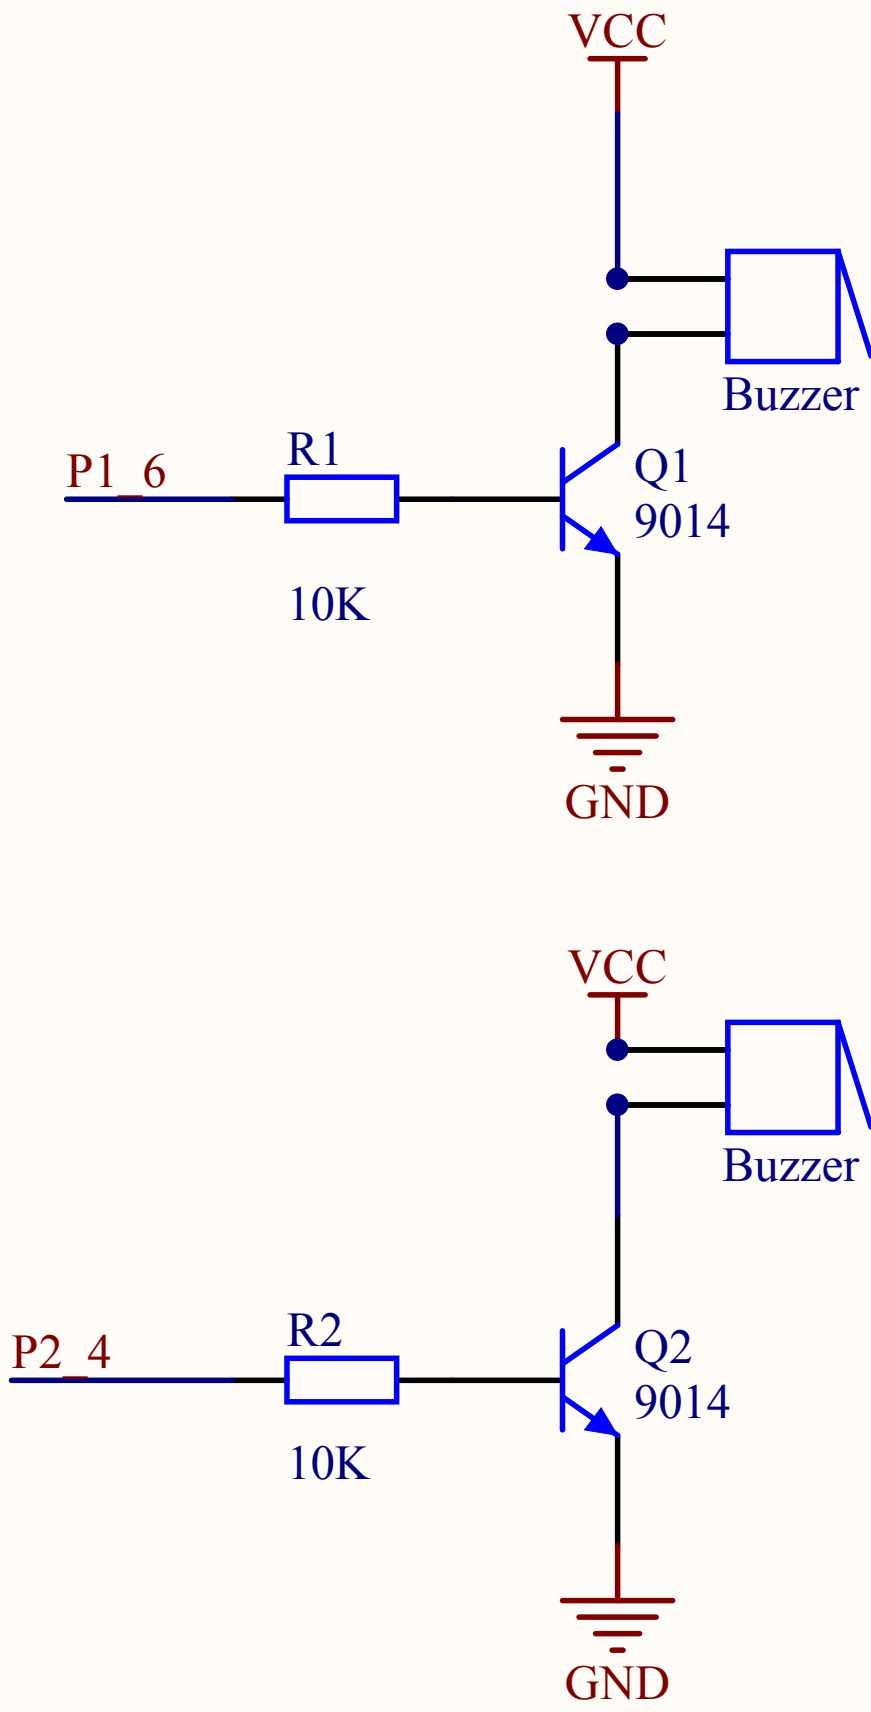 VCC
Buzzer
R1
P1_6
Q1
9014
10K
GND
VCC
Buzzer
R2
P2_4
Q2
9014
10K
GND